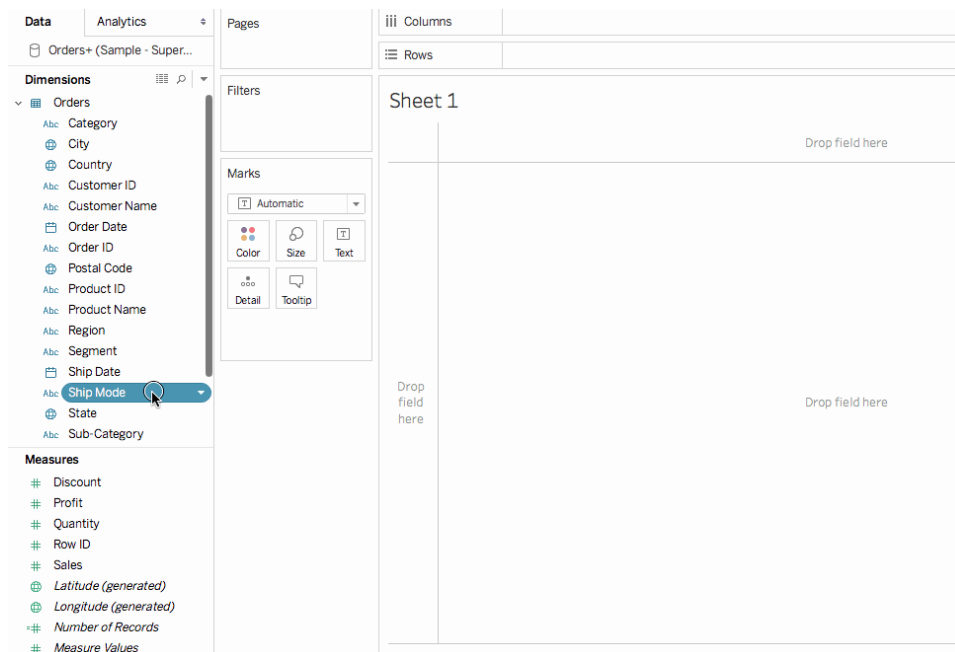 Data
Analytics
Orders+ (Sample - Super...
Dimensions
Orders
Abc Category
City
Country
Abc Customer ID
Abc Customer Name
Order Date
Abc Order ID
Postal Code
Abc Product ID
Abc Product Name
Abc Region
Abc Segment
Ship Date
Abc Ship Mode
State
Abc Sub-Category
Measures
# Discount
# Profit
# Quantity
# Row ID
# Sales
Latitude (generated)
Longitude (generated)
=# Number of Records
# Measure Values
Pages
Filters
Marks
T Automatic
Color
Size
T
Text
Detail
Tooltip
iii Columns
Rows
Sheet 1
Drop field here
Drop
field
here
Drop field here